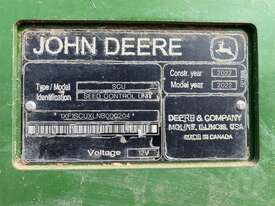 JOHN DEERE
Type / Model SCU
Identification SEED CONTROL UNIT
Constr. year 2022
Model year 2022
Voltage 12V
DEERE & COMPANY
MOLINE, ILLINOIS, USA
MADE IN CANADA